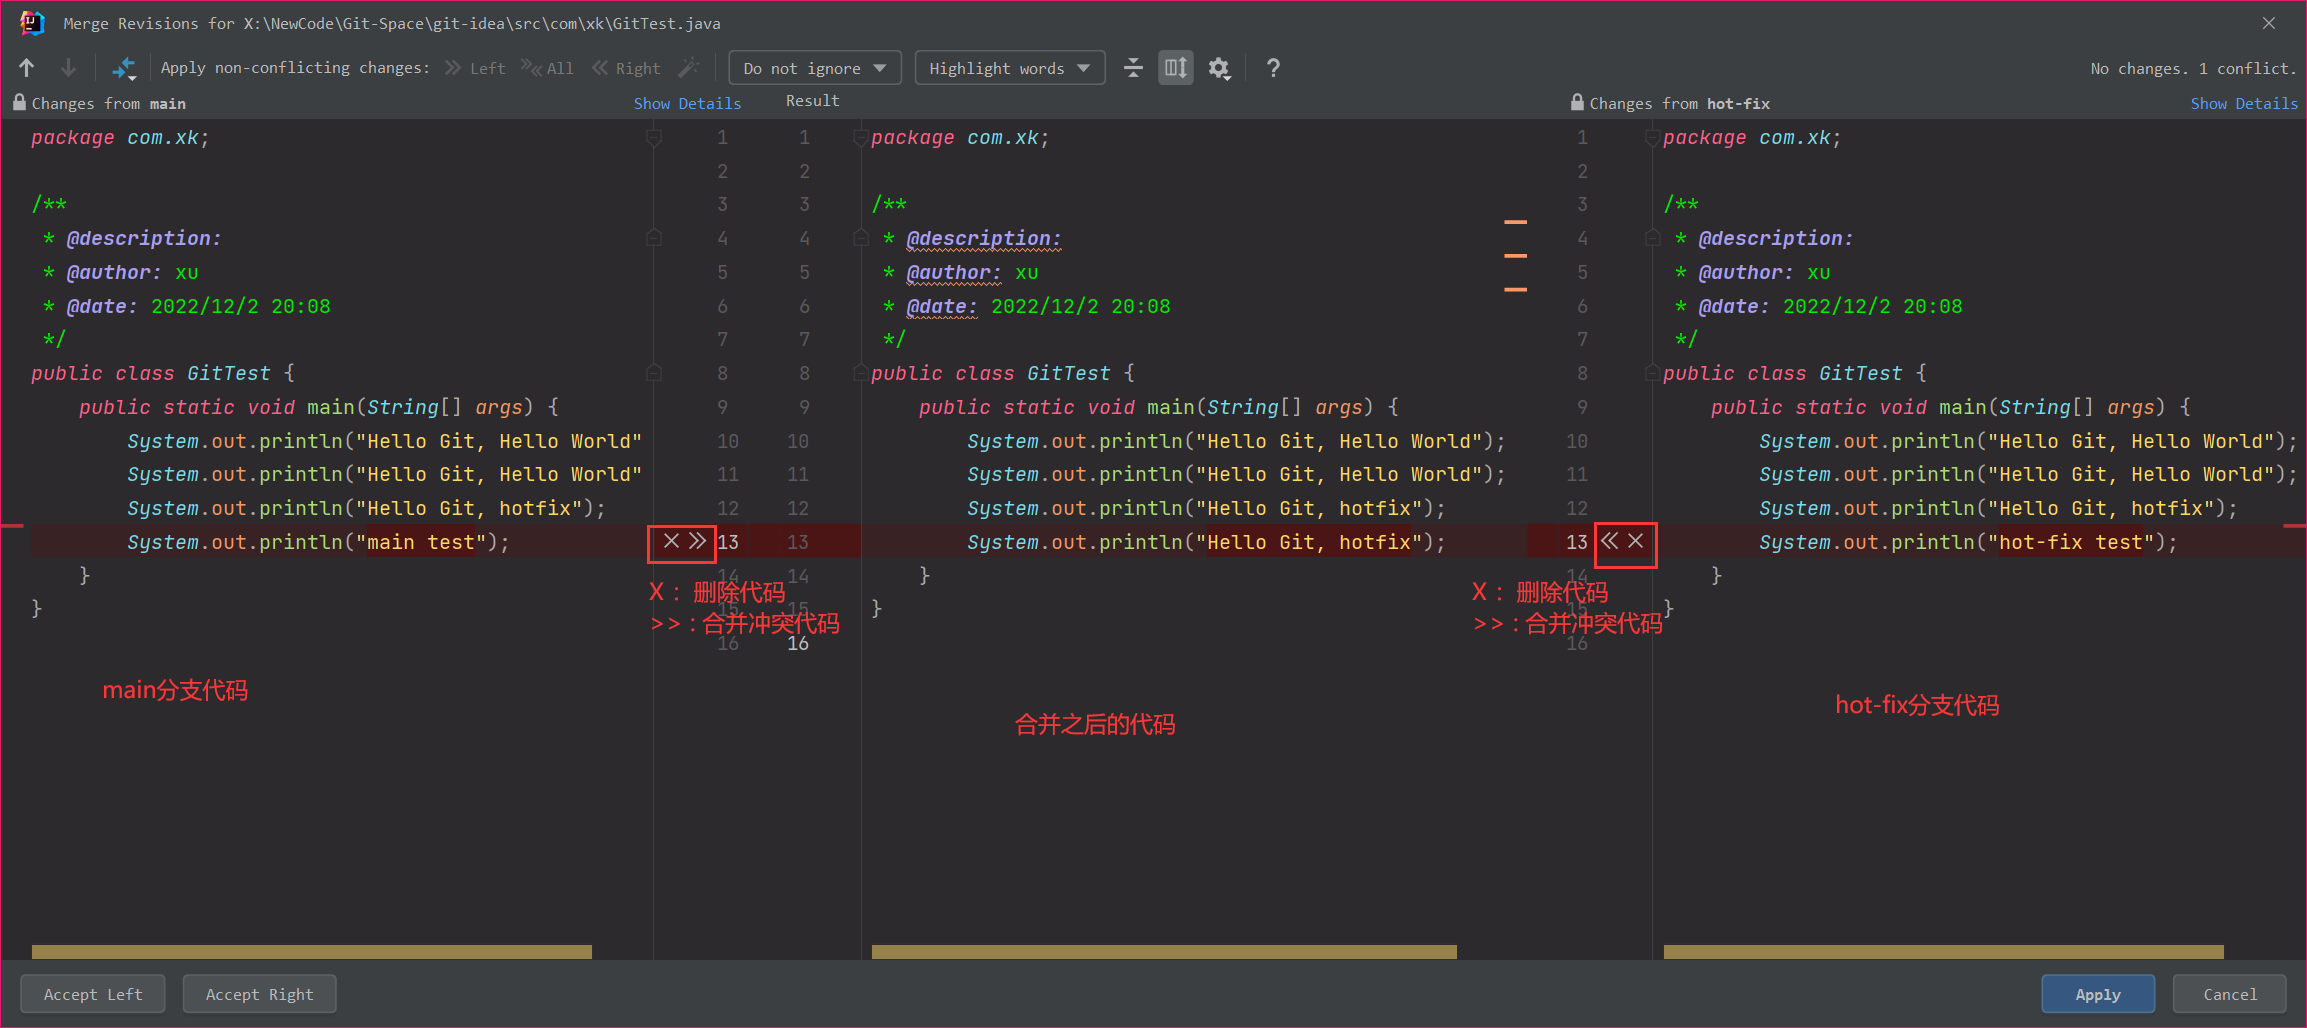 Merge Revisions for X:\NewCode\Git-Space\git-idea\src\com\xk\GitTest.java
Apply non-conflicting changes: Left All Right Do not ignore Highlight words ? No changes. 1 conflict.
Changes from main Show Details
Result
Changes from hot-fix Show Details
1 package com.xk;
2
3 /**
4 * @description:
5 * @author: xu
6 * @date: 2022/12/2 20:08
7 */
8 public class GitTest {
9 public static void main(String[] args) {
10 System.out.println("Hello Git, Hello World"
11 System.out.println("Hello Git, Hello World"
12 System.out.println("Hello Git, hotfix");
13 System.out.println("main test");
14 }
15 }
16
X： 删除代码
>>：合并冲突代码
main分支代码
1 package com.xk;
2
3 /**
4 * @description:
5 * @author: xu
6 * @date: 2022/12/2 20:08
7 */
8 public class GitTest {
9 public static void main(String[] args) {
10 System.out.println("Hello Git, Hello World");
11 System.out.println("Hello Git, Hello World");
12 System.out.println("Hello Git, hotfix");
13 System.out.println("Hello Git, hotfix");
14 }
15 }
16
合并之后的代码
1 package com.xk;
2
3 /**
4 * @description:
5 * @author: xu
6 * @date: 2022/12/2 20:08
7 */
8 public class GitTest {
9 public static void main(String[] args) {
10 System.out.println("Hello Git, Hello World");
11 System.out.println("Hello Git, Hello World");
12 System.out.println("Hello Git, hotfix");
13 System.out.println("hot-fix test");
14 }
15 }
16
X： 删除代码
>>：合并冲突代码
hot-fix分支代码
Accept Left Accept Right Apply Cancel